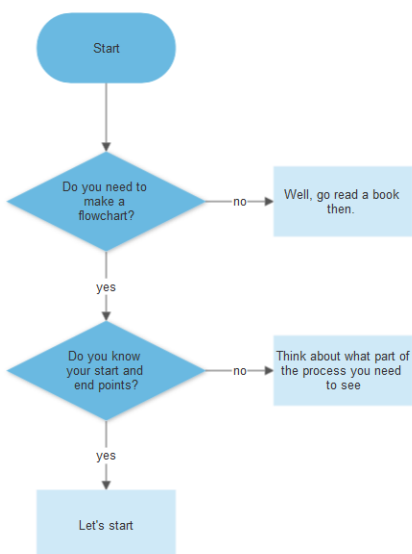 Start
Do you need to
make a
flowchart?
no
Well, go read a book
then.
yes
Do you know
your start and
end points?
no
Think about what part of
the process you need
to see
yes
Let's start